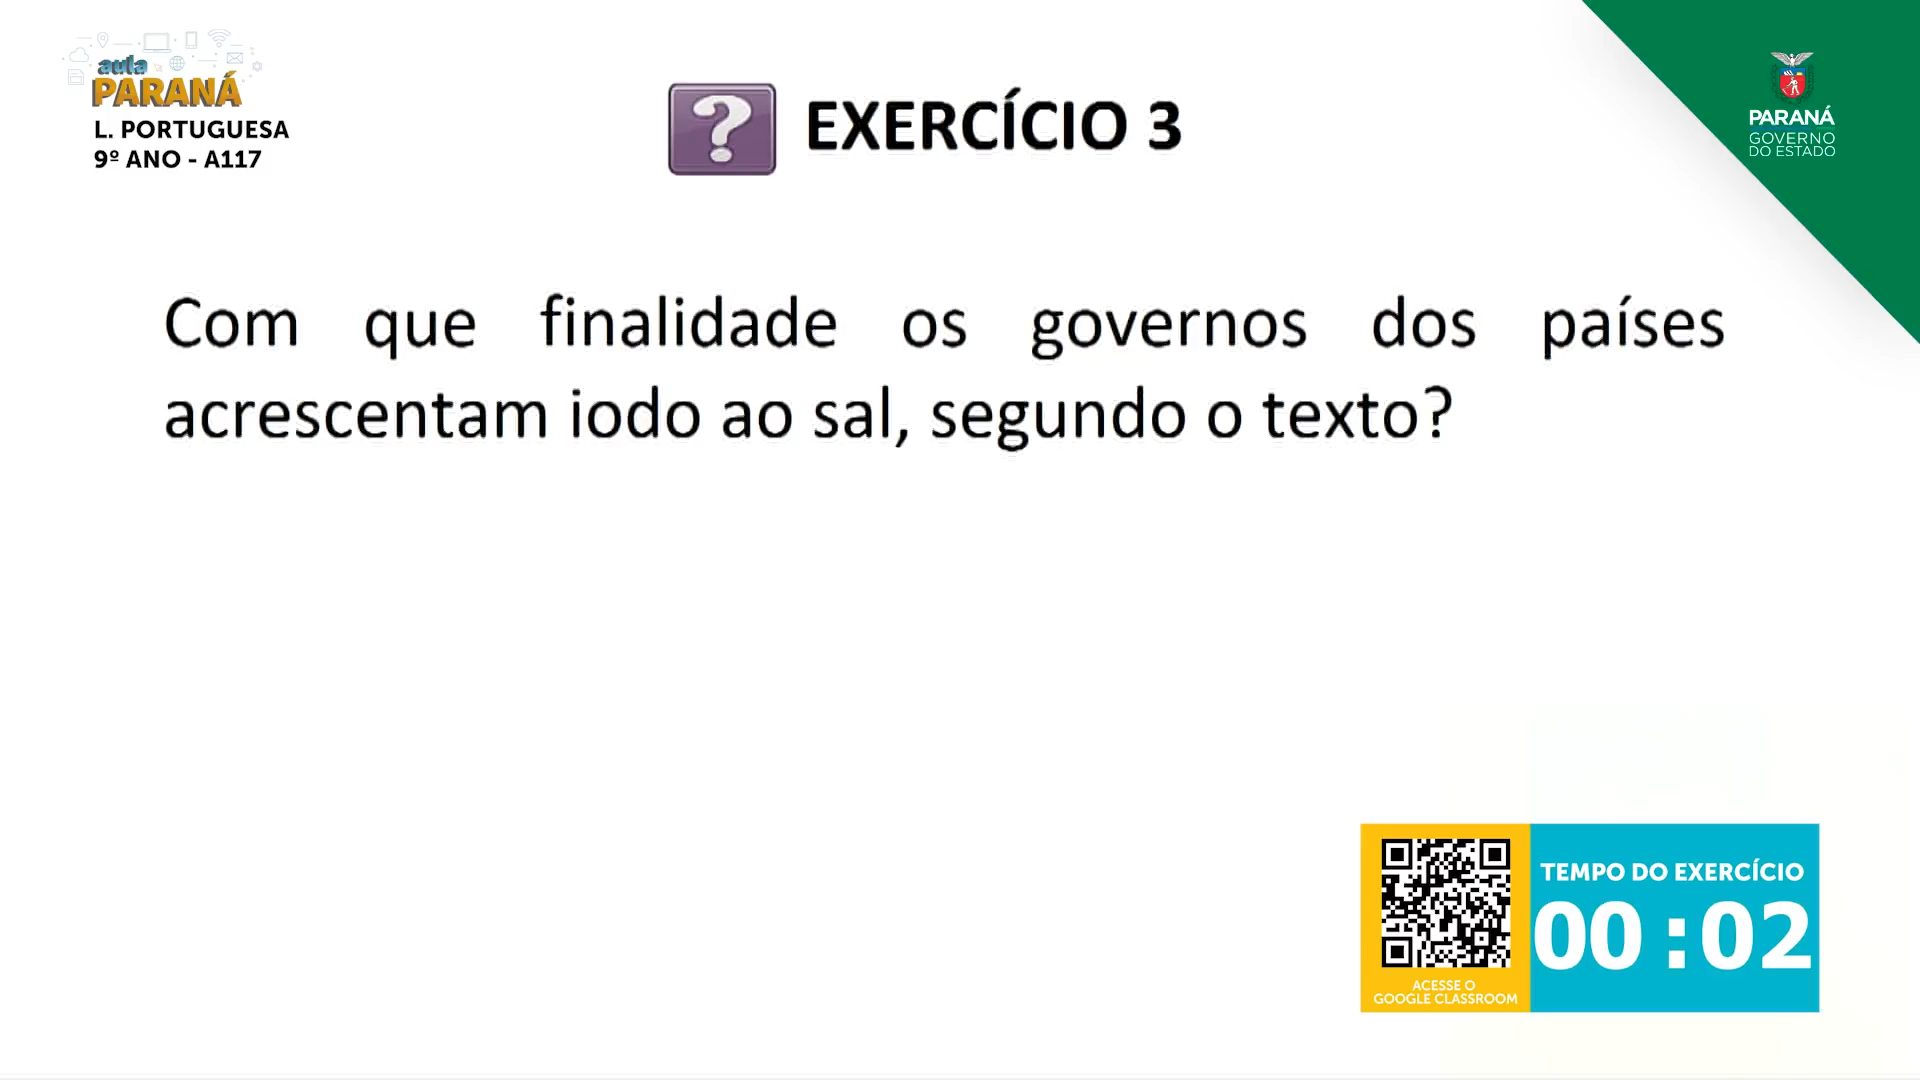 aula
PARANÁ
L. PORTUGUESA
9º ANO - A117
? EXERCÍCIO 3
PARANÁ
GOVERNO
DO ESTADO
Com que finalidade os governos dos países
acrescentam iodo ao sal, segundo o texto?
TEMPO DO EXERCÍCIO
00 :02
ACESSE O
GOOGLE CLASSROOM